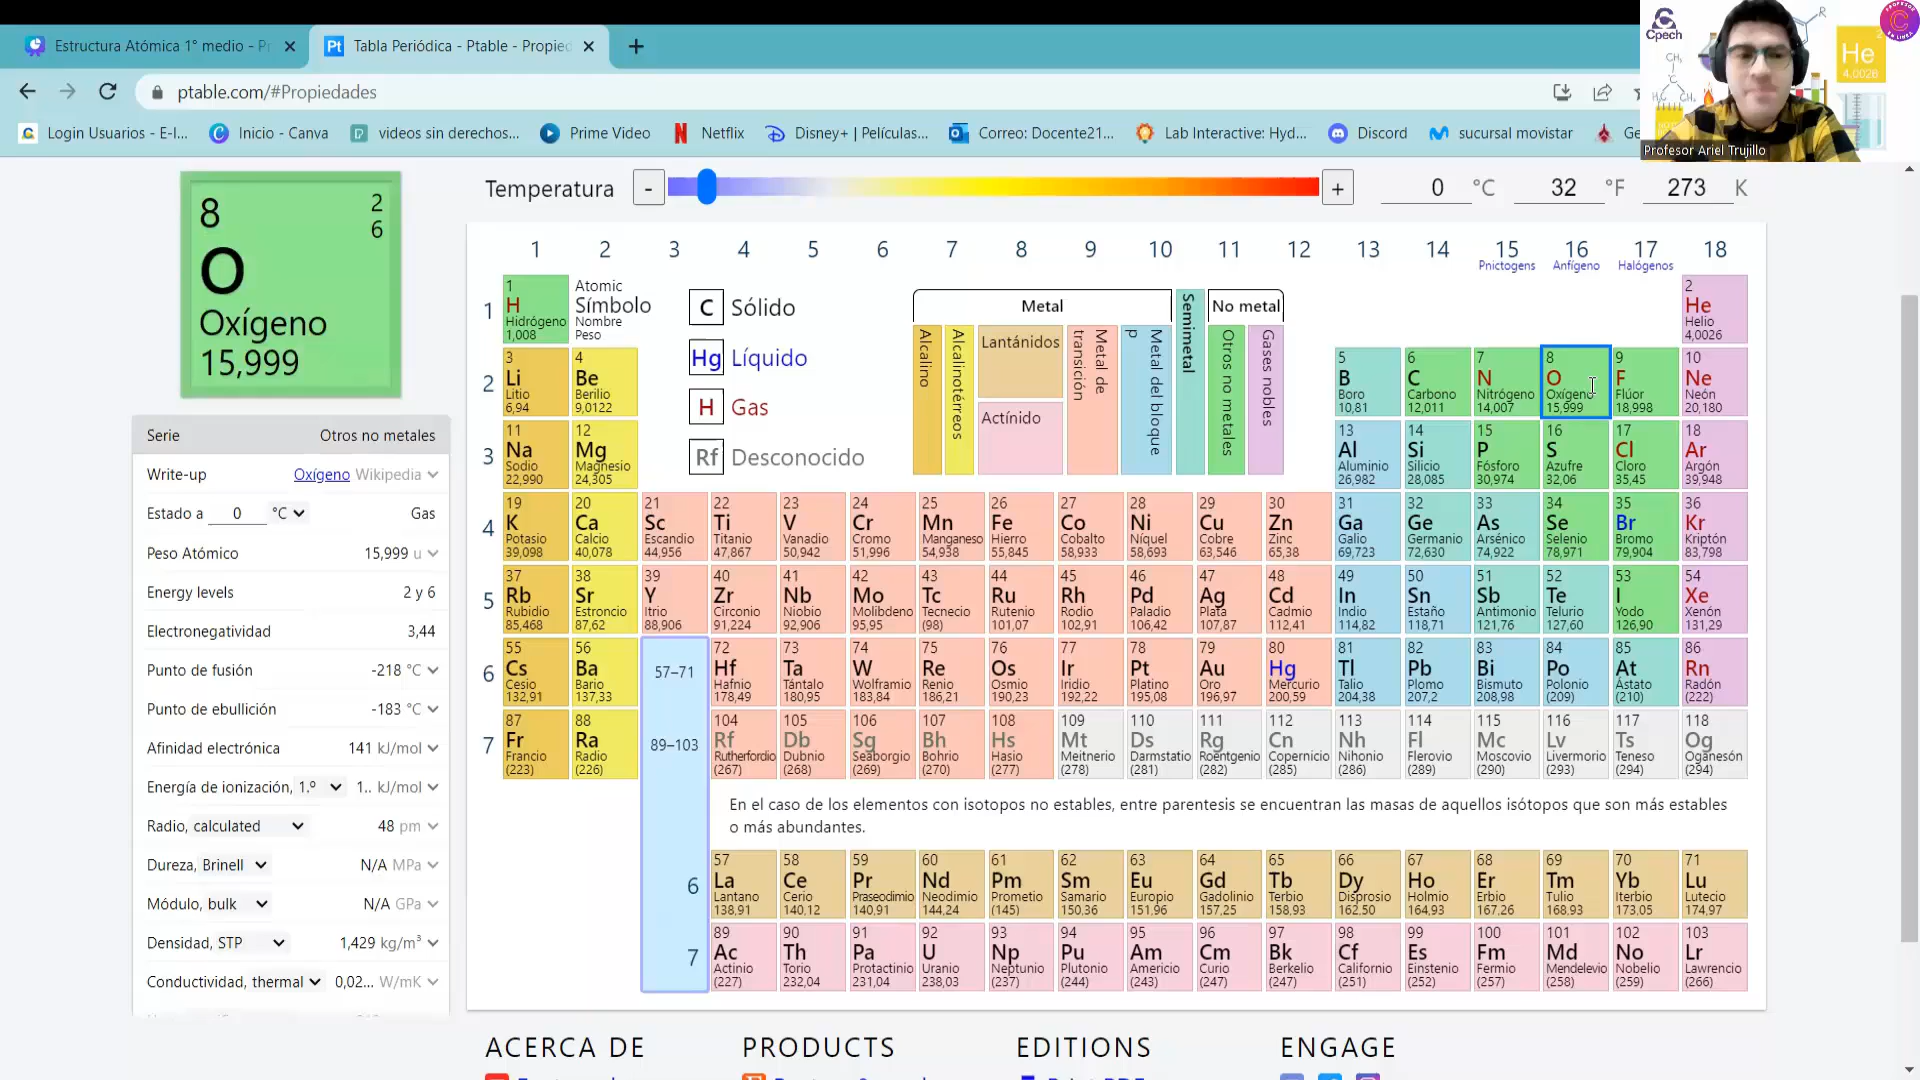 Estructura Atómica 1° medio - Pr
Tabla Periódica - Ptable - Propied
ptable.com/#Propiedades
Login Usuarios - E-l...
Inicio - Canva
videos sin derechos...
Prime Video
Netflix
Disney+ | Películas...
Correo: Docente21...
Lab Interactive: Hyd...
Discord
sucursal movistar
Ge
Cpech
He
4,0026
Profesor Ariel Trujillo
8 2
6
O
Oxígeno
15,999
Serie Otros no metales
Write-up Oxígeno Wikipedia
Estado a 0 °C Gas
Peso Atómico 15,999 u
Energy levels 2 y 6
Electronegatividad 3,44
Punto de fusión -218 °C
Punto de ebullición -183 °C
Afinidad electrónica 141 kJ/mol
Energía de ionización, 1.º 1.. kJ/mol
Radio, calculated 48 pm
Dureza, Brinell N/A MPa
Módulo, bulk N/A GPa
Densidad, STP 1,429 kg/m³
Conductividad, thermal 0,02... W/mK
Temperatura - + 0 °C 32 °F 273 K
1 2 3 4 5 6 7 8 9 10 11 12 13 14 15 16 17 18
Pnictogens Anfígeno Halógenos
Atomic
Símbolo
Nombre
Peso
C Sólido
Hg Líquido
H Gas
Rf Desconocido
Metal
Semimetal
No metal
Alcalino
Alcalinotérreos
Lantánidos
Actínido
Metal de transición
Metal del bloque p
Otros no metales
Gases nobles
1
1 H Hidrógeno 1,008
2 He Helio 4,0026
2
3 Li Litio 6,94
4 Be Berilio 9,0122
5 B Boro 10,81
6 C Carbono 12,011
7 N Nitrógeno 14,007
8 O Oxígeno 15,999
9 F Flúor 18,998
10 Ne Neón 20,180
3
11 Na Sodio 22,990
12 Mg Magnesio 24,305
13 Al Aluminio 26,982
14 Si Silicio 28,085
15 P Fósforo 30,974
16 S Azufre 32,06
17 Cl Cloro 35,45
18 Ar Argón 39,948
4
19 K Potasio 39,098
20 Ca Calcio 40,078
21 Sc Escandio 44,956
22 Ti Titanio 47,867
23 V Vanadio 50,942
24 Cr Cromo 51,996
25 Mn Manganeso 54,938
26 Fe Hierro 55,845
27 Co Cobalto 58,933
28 Ni Níquel 58,693
29 Cu Cobre 63,546
30 Zn Zinc 65,38
31 Ga Galio 69,723
32 Ge Germanio 72,630
33 As Arsénico 74,922
34 Se Selenio 78,971
35 Br Bromo 79,904
36 Kr Kriptón 83,798
5
37 Rb Rubidio 85,468
38 Sr Estroncio 87,62
39 Y Itrio 88,906
40 Zr Circonio 91,224
41 Nb Niobio 92,906
42 Mo Molibdeno 95,95
43 Tc Tecnecio (98)
44 Ru Rutenio 101,07
45 Rh Rodio 102,91
46 Pd Paladio 106,42
47 Ag Plata 107,87
48 Cd Cadmio 112,41
49 In Indio 114,82
50 Sn Estaño 118,71
51 Sb Antimonio 121,76
52 Te Telurio 127,60
53 I Yodo 126,90
54 Xe Xenón 131,29
6
55 Cs Cesio 132,91
56 Ba Bario 137,33
57–71
72 Hf Hafnio 178,49
73 Ta Tántalo 180,95
74 W Wolframio 183,84
75 Re Renio 186,21
76 Os Osmio 190,23
77 Ir Iridio 192,22
78 Pt Platino 195,08
79 Au Oro 196,97
80 Hg Mercurio 200,59
81 Tl Talio 204,38
82 Pb Plomo 207,2
83 Bi Bismuto 208,98
84 Po Polonio (209)
85 At Ástato (210)
86 Rn Radón (222)
7
87 Fr Francio (223)
88 Ra Radio (226)
89–103
104 Rf Rutherfordio (267)
105 Db Dubnio (268)
106 Sg Seaborgio (269)
107 Bh Bohrio (270)
108 Hs Hasio (277)
109 Mt Meitnerio (278)
110 Ds Darmstatio (281)
111 Rg Roentgenio (282)
112 Cn Copernicio (285)
113 Nh Nihonio (286)
114 Fl Flerovio (289)
115 Mc Moscovio (290)
116 Lv Livermorio (293)
117 Ts Teneso (294)
118 Og Oganesón (294)
En el caso de los elementos con isotopos no estables, entre parentesis se encuentran las masas de aquellos isótopos que son más estables
o más abundantes.
6
57 La Lantano 138,91
58 Ce Cerio 140,12
59 Pr Praseodimio 140,91
60 Nd Neodimio 144,24
61 Pm Prometio (145)
62 Sm Samario 150,36
63 Eu Europio 151,96
64 Gd Gadolinio 157,25
65 Tb Terbio 158,93
66 Dy Disprosio 162,50
67 Ho Holmio 164,93
68 Er Erbio 167,26
69 Tm Tulio 168,93
70 Yb Iterbio 173,05
71 Lu Lutecio 174,97
7
89 Ac Actinio (227)
90 Th Torio 232,04
91 Pa Protactinio 231,04
92 U Uranio 238,03
93 Np Neptunio (237)
94 Pu Plutonio (244)
95 Am Americio (243)
96 Cm Curio (247)
97 Bk Berkelio (247)
98 Cf Californio (251)
99 Es Einstenio (252)
100 Fm Fermio (257)
101 Md Mendelevio (258)
102 No Nobelio (259)
103 Lr Lawrencio (266)
ACERCA DE PRODUCTS EDITIONS ENGAGE